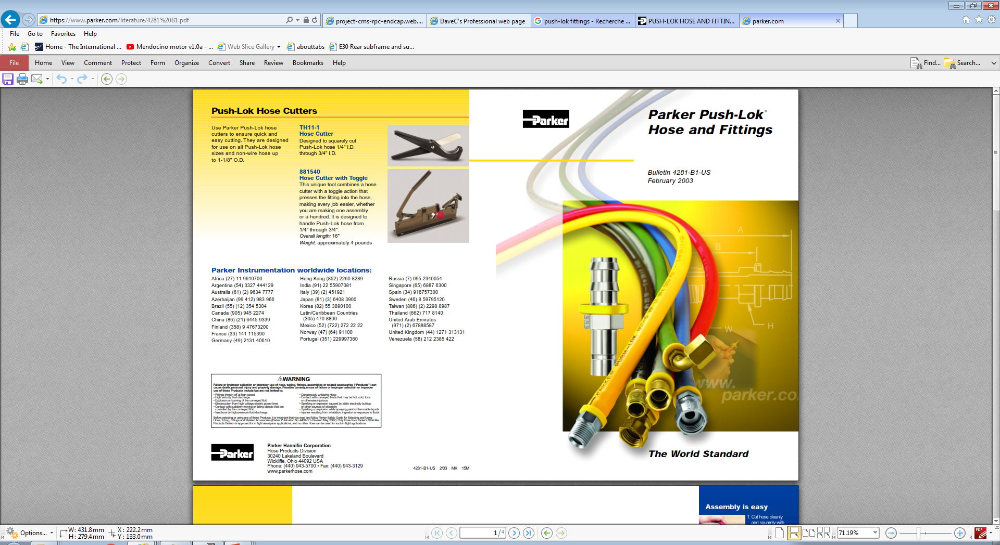 https://www.parker.com/literature/4281%20B1.pdf
project-cms-rpc-endcap.web....
DaveC's Professional web page
push-lok fittings - Recherche ...
PUSH-LOK HOSE AND FITTIN...
parker.com
File Go to Favorites Help
Home - The International ...
Mendocino motor v1.0a - ...
Web Slice Gallery
abouttabs
E30 Rear subframe and su...
File Home View Comment Protect Form Organize Convert Share Review Bookmarks Help
Find... Search...
Push-Lok Hose Cutters
Use Parker Push-Lok hose
cutters to ensure quick and
easy cutting. They are designed
for use on all Push-Lok hose
sizes and non-wire hose up
to 1-1/8" O.D.
TH11-1
Hose Cutter
Designed to squarely cut
Push-Lok hose 1/4" I.D.
through 3/4" I.D.
881540
Hose Cutter with Toggle
This unique tool combines a hose
cutter with a toggle action that
presses the fitting into the hose,
making every job easier, whether
you are making one assembly
or a hundred. It is designed to
handle Push-Lok hose from
1/4" through 3/4".
Overall length: 16"
Weight: approximately 4 pounds
Parker Instrumentation worldwide locations:
Africa (27) 11 9610700
Argentina (54) 3327 444129
Australia (61) (2) 9634 7777
Azerbaijan (99 412) 983 966
Brazil (55) (12) 354 5304
Canada (905) 945 2274
China (86) (21) 6445 9339
Finland (358) 9 47673200
France (33) 141 115390
Germany (49) 2131 40610
Hong Kong (852) 2260 8289
India (91) 22 55907081
Italy (39) (2) 451921
Japan (81) (3) 6408 3900
Korea (82) 55 3890100
Latin/Caribbean Countries
(305) 470 8800
Mexico (52) (722) 272 22 22
Norway (47) (64) 91100
Portugal (351) 229997360
Russia (7) 095 2340054
Singapore (65) 6887 6300
Spain (34) 916757300
Sweden (46) 8 59795120
Taiwan (886) (2) 2298 8987
Thailand (662) 717 8140
United Arab Emirates
(971) (2) 67888587
United Kingdom (44) 1271 313131
Venezuela (58) 212 2385 422
⚠WARNING
Failure or improper selection or improper use of hose, tubing, fittings, assemblies or related accessories ("Products") can
cause death, personal injury and property damage. Possible consequences of failure or improper selection or improper
use of these Products include but are not limited to:
• Fittings thrown off at high speed
• High velocity fluid discharge
• Explosion or burning of the conveyed fluid
• Electrocution from high voltage electric power lines
• Contact with suddenly moving or falling objects that are
controlled by the conveyed fluid
• Injections by high-pressure fluid discharge
• Dangerously whipping Hose
• Contact with conveyed fluids that may be hot, cold, toxic
or otherwise injurious
• Sparking or explosion caused by static electricity buildup
or other sources of electricity
• Sparking or explosion while spraying paint or flammable liquids
• Injuries resulting from inhalation, ingestion or exposure to fluids
Before selecting or using any of these Products, it is important that you read and follow Parker Safety Guide for Selecting and Using
Hose, Tubing, Fittings and Related Accessories (Parker Publication No. 4400-B.1- Revised May, 2002). Only Hose from Parker's Stratoflex
Products Division is approved for in flight aerospace applications, and no other Hose can be used for such in flight applications.
Parker
Parker Hannifin Corporation
Hose Products Division
30240 Lakeland Boulevard
Wickliffe, Ohio 44092 USA
Phone: (440) 943-5700 • Fax: (440) 943-3129
www.parkerhose.com
4281-B1-US 2/03 MK 15M
Parker
Parker Push-Lok®
Hose and Fittings
Bulletin 4281-B1-US
February 2003
A
B
H
W
PARKER PUSH-LOK 801-6
www.
parker.co
The World Standard
Assembly is easy
1. Cut hose cleanly
and squarely with
Options...
W: 431.8 mm
H: 279.4 mm
X : 222.2 mm
Y : 133.0 mm
1 / 4
71.19%
PDF